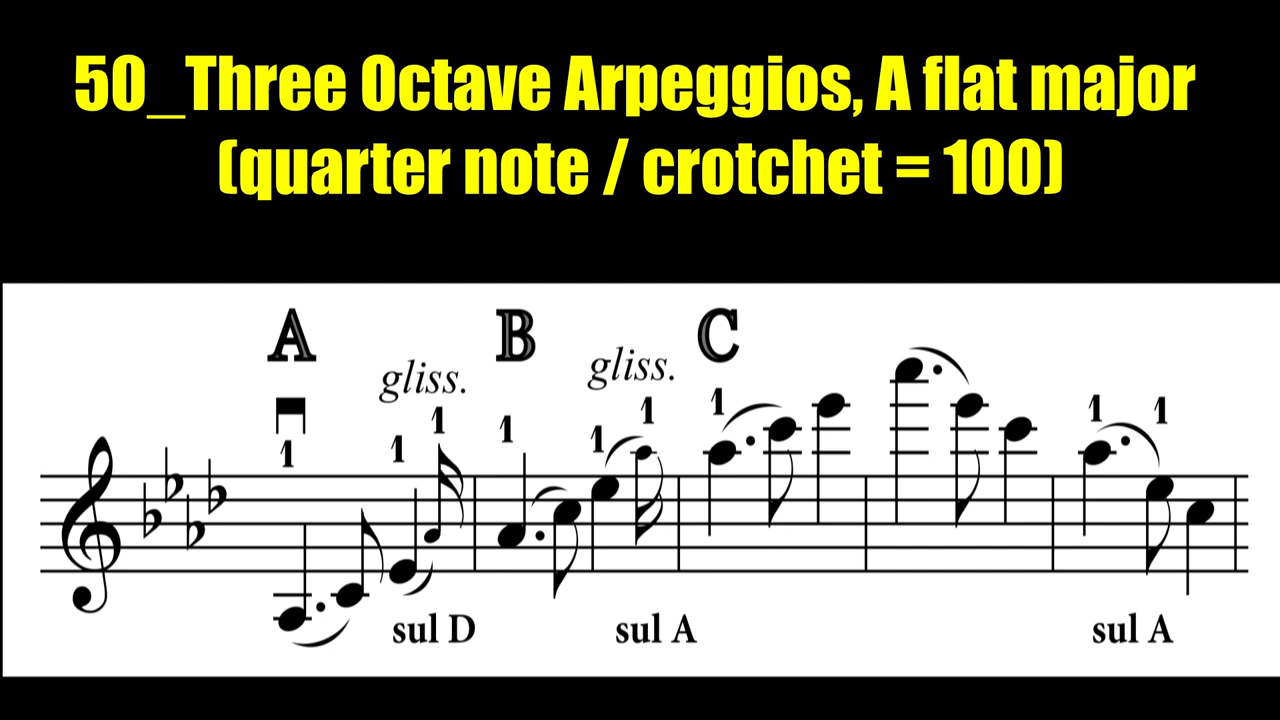 50_Three Octave Arpeggios, A flat major
(quarter note / crotchet = 100)
A B C
gliss. gliss.
1 1 1 1 1 1 1 1 1
sul D sul A sul A